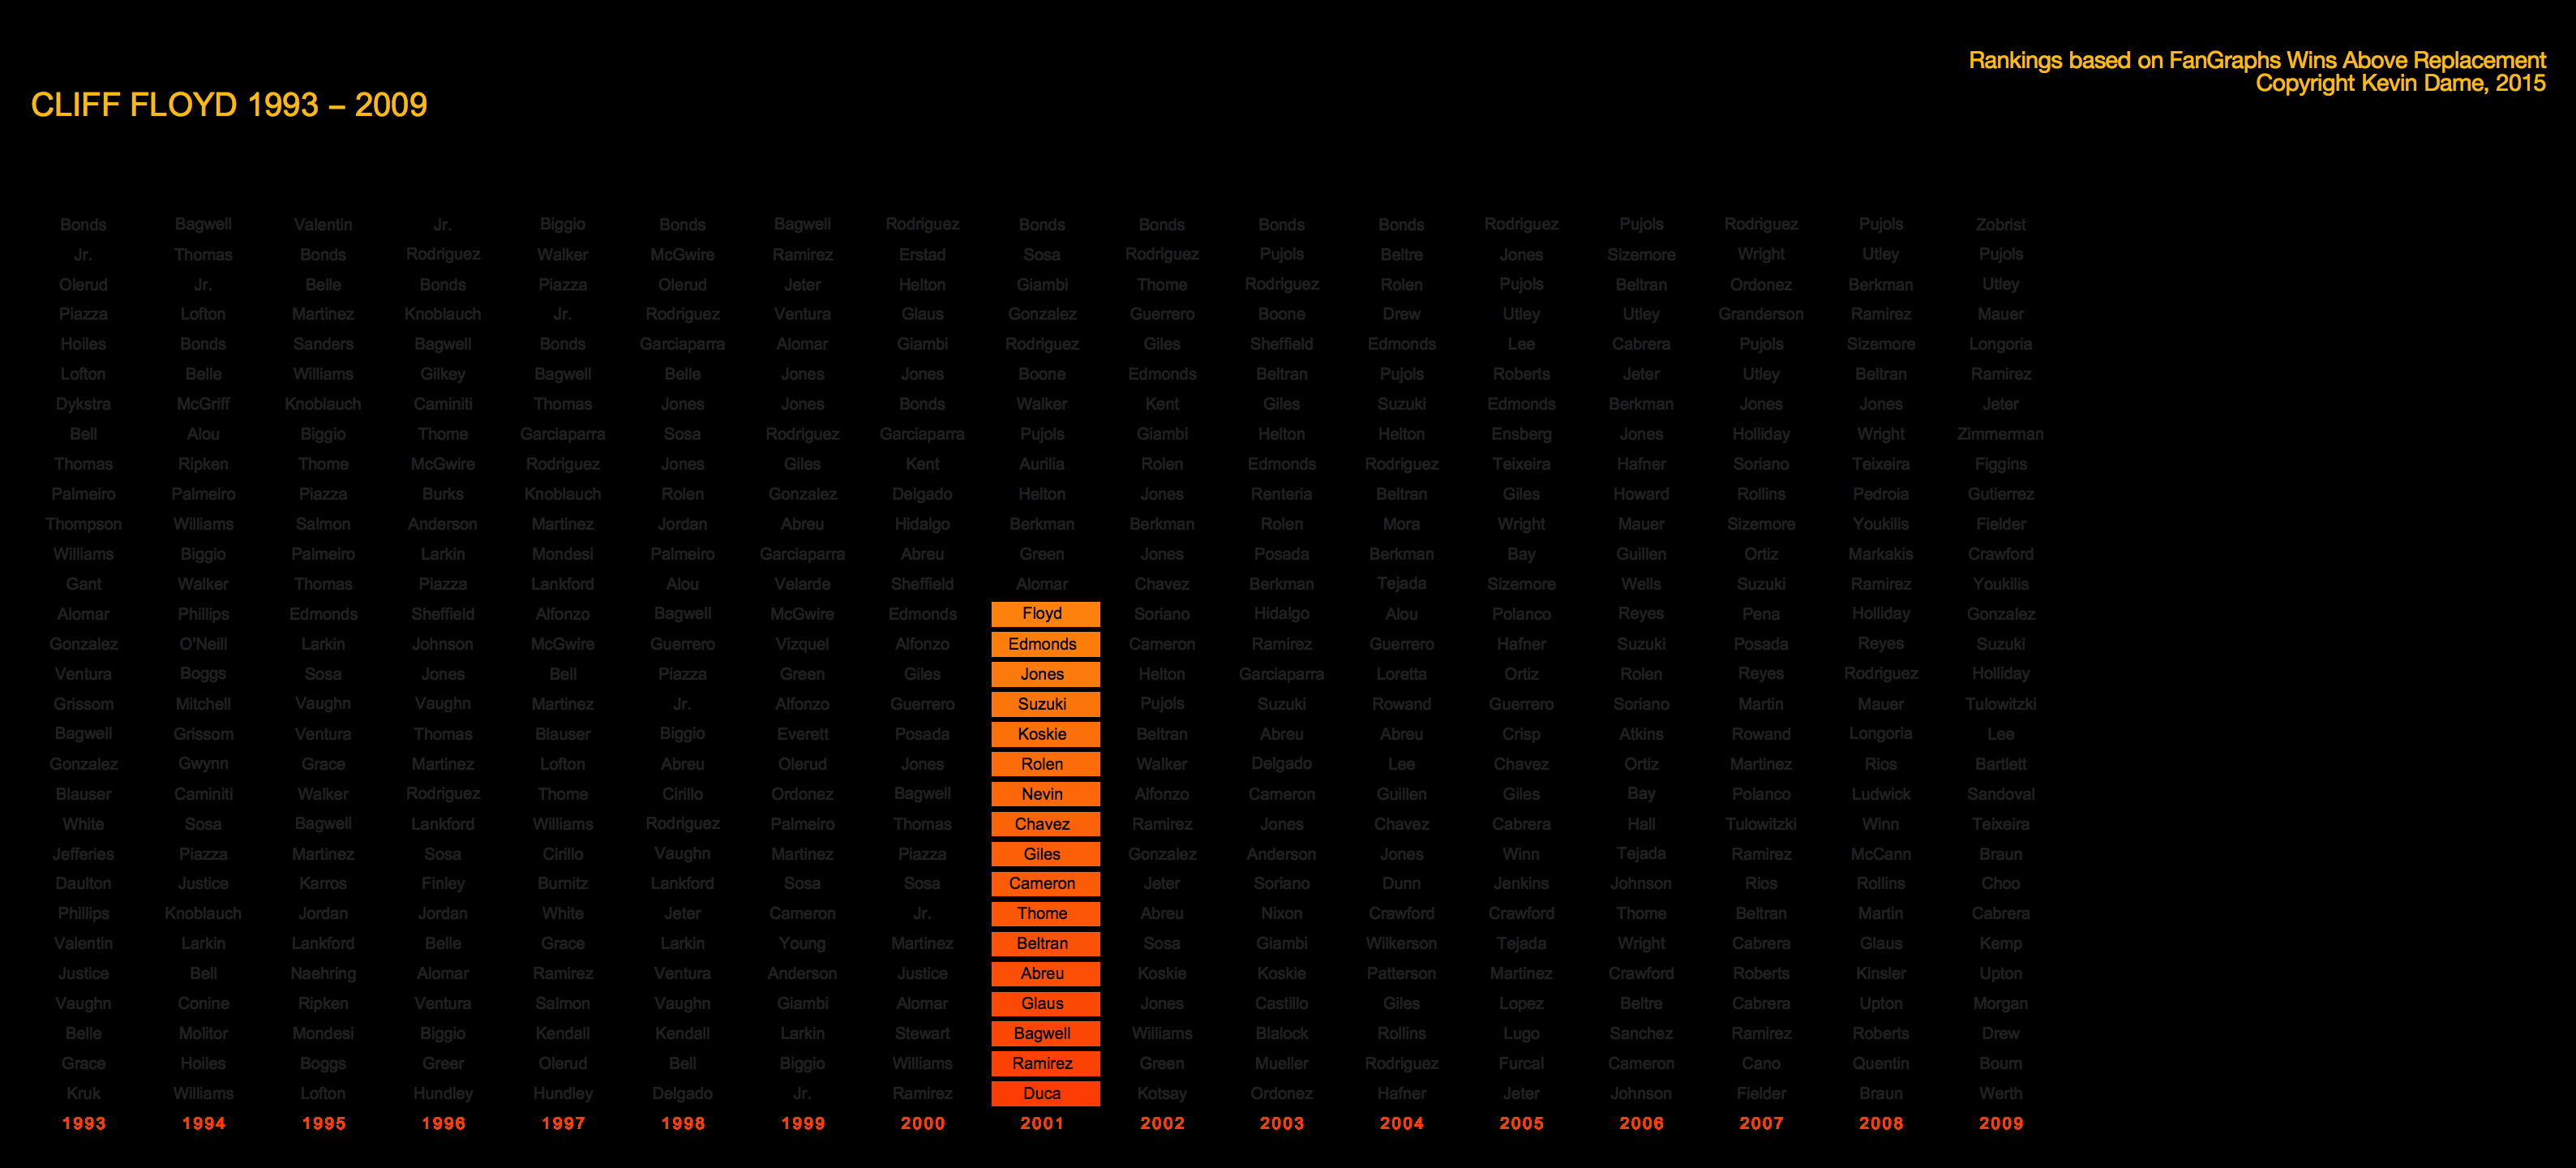 Rankings based on FanGraphs Wins Above Replacement
Copyright Kevin Dame, 2015
CLIFF FLOYD 1993 – 2009
Bonds Bagwell Valentin Jr. Biggio Bonds Bagwell Rodriguez Bonds Bonds Bonds Bonds Rodriguez Pujols Rodriguez Pujols Zobrist
Jr. Thomas Bonds Rodriguez Walker McGwire Ramirez Erstad Sosa Rodriguez Pujols Beltre Jones Sizemore Wright Utley Pujols
Olerud Jr. Belle Bonds Piazza Olerud Jeter Helton Giambi Thome Rodriguez Rolen Pujols Beltran Ordonez Berkman Utley
Piazza Lofton Martinez Knoblauch Jr. Rodriguez Ventura Glaus Gonzalez Guerrero Boone Drew Utley Utley Granderson Ramirez Mauer
Hoiles Bonds Sanders Bagwell Bonds Garciaparra Alomar Giambi Rodriguez Giles Sheffield Edmonds Lee Cabrera Pujols Sizemore Longoria
Lofton Belle Williams Gilkey Bagwell Belle Jones Jones Boone Edmonds Beltran Pujols Roberts Jeter Utley Beltran Ramirez
Dykstra McGriff Knoblauch Caminiti Thomas Jones Jones Bonds Walker Kent Giles Suzuki Edmonds Berkman Jones Jones Jeter
Bell Alou Biggio Thome Garciaparra Sosa Rodriguez Garciaparra Pujols Giambi Helton Helton Ensberg Jones Holliday Wright Zimmerman
Thomas Ripken Thome McGwire Rodriguez Jones Giles Kent Aurilia Rolen Edmonds Rodriguez Teixeira Hafner Soriano Teixeira Figgins
Palmeiro Palmeiro Piazza Burks Knoblauch Rolen Gonzalez Delgado Helton Jones Renteria Beltran Giles Howard Rollins Pedroia Gutierrez
Thompson Williams Salmon Anderson Martinez Jordan Abreu Hidalgo Berkman Berkman Rolen Mora Wright Mauer Sizemore Youkilis Fielder
Williams Biggio Palmeiro Larkin Mondesi Palmeiro Garciaparra Abreu Green Jones Posada Berkman Bay Guillen Ortiz Markakis Crawford
Gant Walker Thomas Piazza Lankford Alou Velarde Sheffield Alomar Chavez Berkman Tejada Sizemore Wells Suzuki Ramirez Youkilis
Alomar Phillips Edmonds Sheffield Alfonzo Bagwell McGwire Edmonds Floyd Soriano Hidalgo Alou Polanco Reyes Pena Holliday Gonzalez
Gonzalez O'Neill Larkin Johnson McGwire Guerrero Vizquel Alfonzo Edmonds Cameron Ramirez Guerrero Hafner Suzuki Posada Reyes Suzuki
Ventura Boggs Sosa Jones Bell Piazza Green Giles Jones Helton Garciaparra Loretta Ortiz Rolen Reyes Rodriguez Holliday
Grissom Mitchell Vaughn Vaughn Martinez Jr. Alfonzo Guerrero Suzuki Pujols Suzuki Rowand Guerrero Soriano Martin Mauer Tulowitzki
Bagwell Grissom Ventura Thomas Blauser Biggio Everett Posada Koskie Beltran Abreu Abreu Crisp Atkins Rowand Longoria Lee
Gonzalez Gwynn Grace Martinez Lofton Abreu Olerud Jones Rolen Walker Delgado Lee Chavez Ortiz Martinez Rios Bartlett
Blauser Caminiti Walker Rodriguez Thome Cirillo Ordonez Bagwell Nevin Alfonzo Cameron Guillen Giles Bay Polanco Ludwick Sandoval
White Sosa Bagwell Lankford Williams Rodriguez Palmeiro Thomas Chavez Ramirez Jones Chavez Cabrera Hall Tulowitzki Winn Teixeira
Jefferies Piazza Martinez Sosa Cirillo Vaughn Martinez Piazza Giles Gonzalez Anderson Jones Winn Tejada Ramirez McCann Braun
Daulton Justice Karros Finley Burnitz Lankford Sosa Sosa Cameron Jeter Soriano Dunn Jenkins Johnson Rios Rollins Choo
Phillips Knoblauch Jordan Jordan White Jeter Cameron Jr. Thome Abreu Nixon Crawford Crawford Thome Beltran Martin Cabrera
Valentin Larkin Lankford Belle Grace Larkin Young Martinez Beltran Sosa Giambi Wilkerson Tejada Wright Cabrera Glaus Kemp
Justice Bell Naehring Alomar Ramirez Ventura Anderson Justice Abreu Koskie Koskie Patterson Martinez Crawford Roberts Kinsler Upton
Vaughn Conine Ripken Ventura Salmon Vaughn Giambi Alomar Glaus Jones Castillo Giles Lopez Beltre Cabrera Upton Morgan
Belle Molitor Mondesi Biggio Kendall Kendall Larkin Stewart Bagwell Williams Blalock Rollins Lugo Sanchez Ramirez Roberts Drew
Grace Hoiles Boggs Greer Olerud Bell Biggio Williams Ramirez Green Mueller Rodriguez Furcal Cameron Cano Quentin Bourn
Kruk Williams Lofton Hundley Hundley Delgado Jr. Ramirez Duca Kotsay Ordonez Hafner Jeter Johnson Fielder Braun Werth
1993 1994 1995 1996 1997 1998 1999 2000 2001 2002 2003 2004 2005 2006 2007 2008 2009